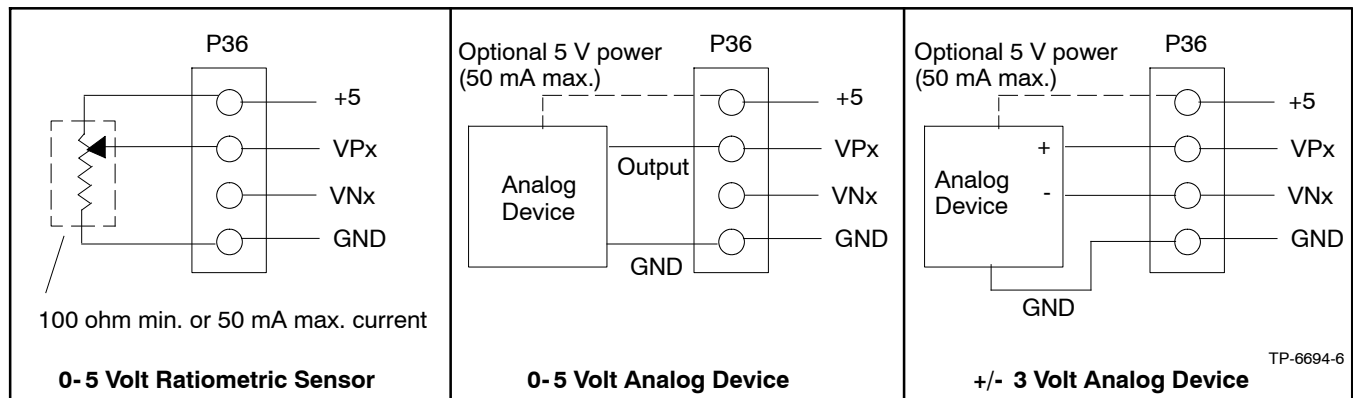 P36
+5
VPx
VNx
GND
100 ohm min. or 50 mA max. current
0- 5 Volt Ratiometric Sensor
Optional 5 V power
(50 mA max.)
P36
+5
VPx
Output
Analog
Device
VNx
GND
GND
0- 5 Volt Analog Device
Optional 5 V power
(50 mA max.)
P36
+5
+
VPx
Analog
Device
-
VNx
GND
GND
TP-6694-6
+/- 3 Volt Analog Device